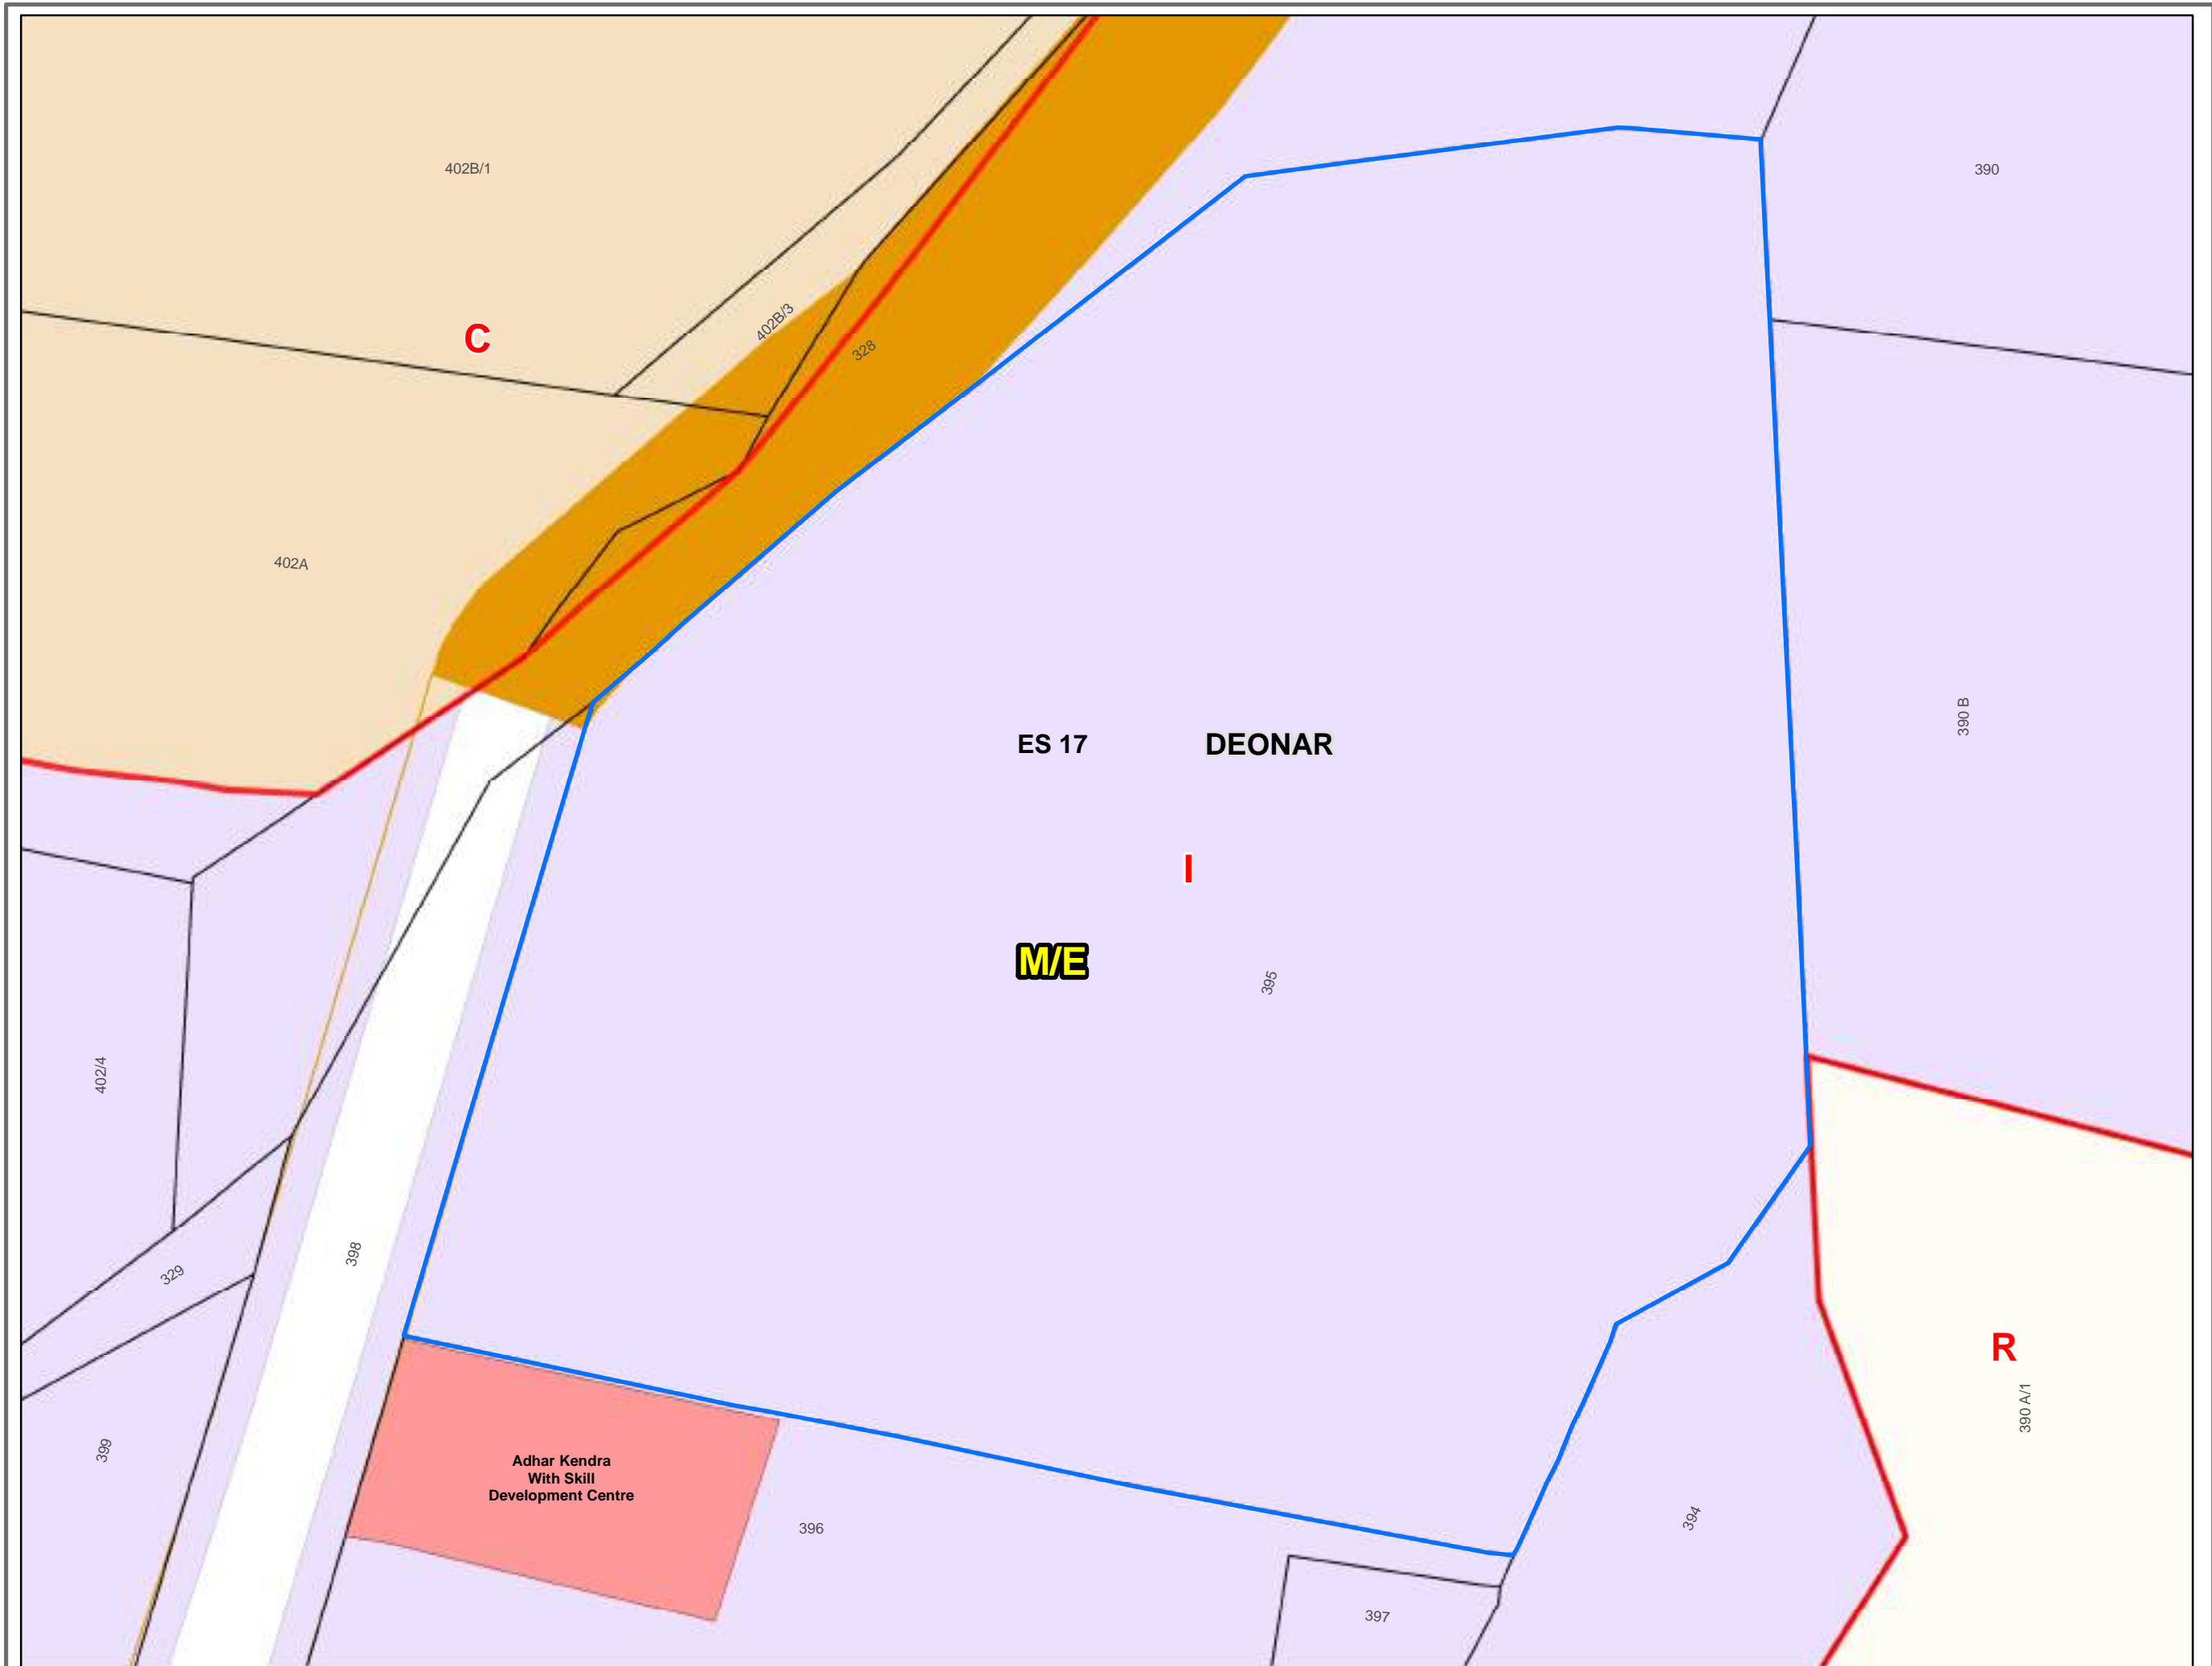 402B/1
390
402B/3
C
328
402A
390 B
ES 17
DEONAR
I
M/E
395
402/4
398
329
R
390 A/1
399
Adhar Kendra
With Skill
Development Centre
396
394
397